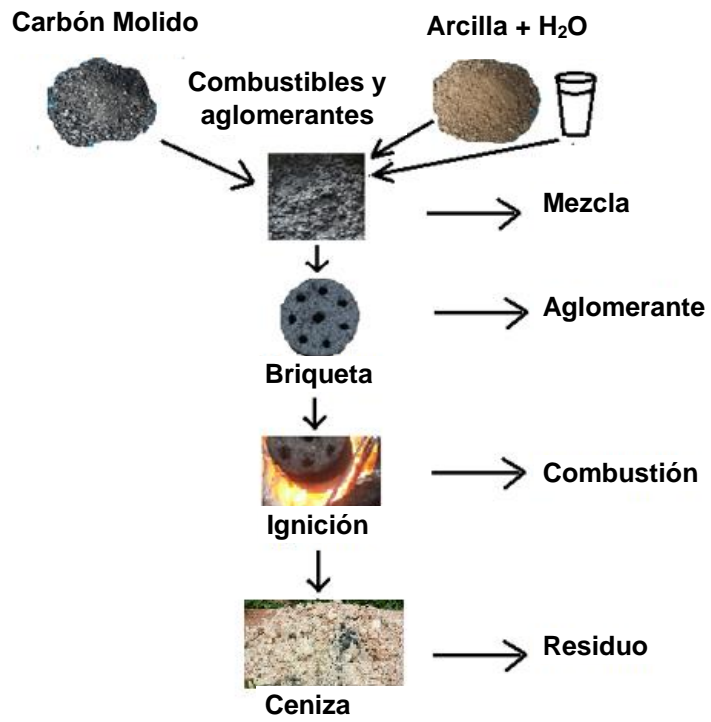 Carbón Molido
Arcilla + H₂O
Combustibles y
aglomerantes
Mezcla
Aglomerante
Briqueta
Combustión
Ignición
Residuo
Ceniza